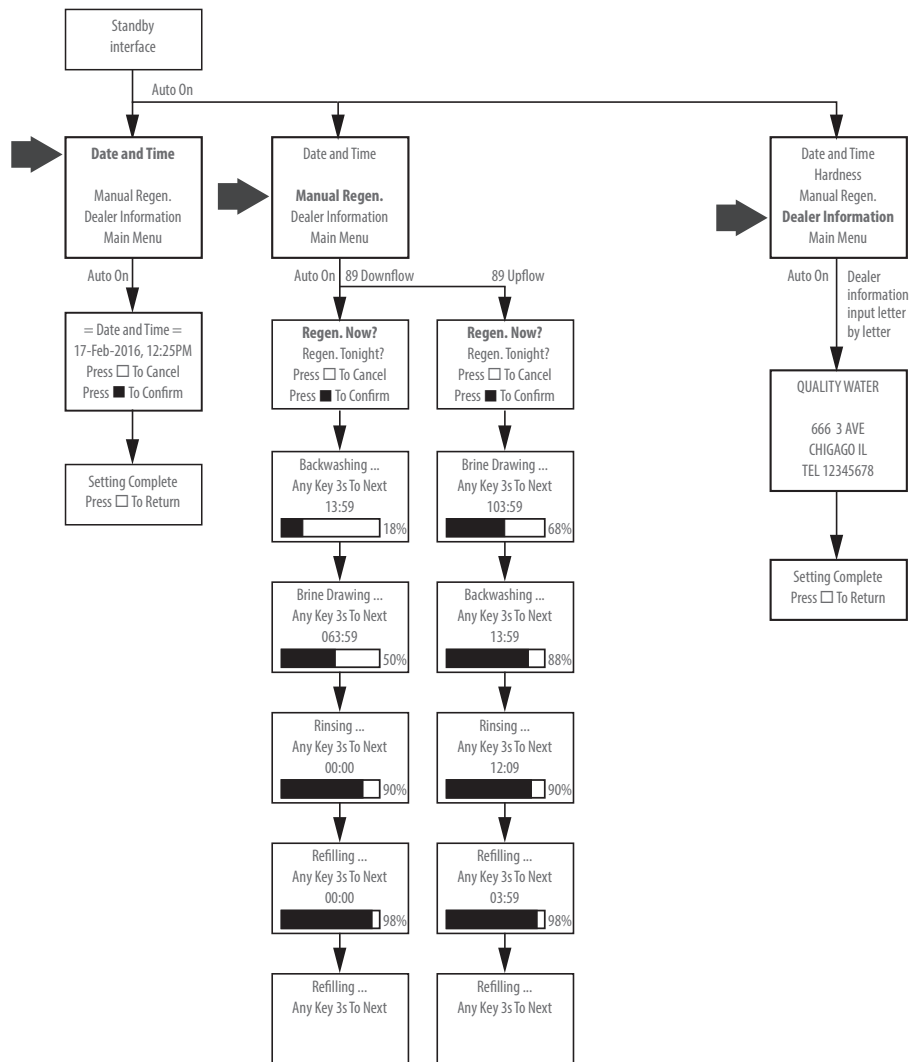 Standby
interface
Auto On
Date and Time
Manual Regen.
Dealer Information
Main Menu
Auto On
= Date and Time =
17-Feb-2016, 12:25PM
Press □ To Cancel
Press ■ To Confirm
Setting Complete
Press □ To Return
Date and Time
Manual Regen.
Dealer Information
Main Menu
Auto On
89 Downflow
89 Upflow
Regen. Now?
Regen. Tonight?
Press □ To Cancel
Press ■ To Confirm
Backwashing ...
Any Key 3s To Next
13:59
18%
Brine Drawing ...
Any Key 3s To Next
063:59
50%
Rinsing ...
Any Key 3s To Next
00:00
90%
Refilling ...
Any Key 3s To Next
00:00
98%
Refilling ...
Any Key 3s To Next
Regen. Now?
Regen. Tonight?
Press □ To Cancel
Press ■ To Confirm
Brine Drawing ...
Any Key 3s To Next
103:59
68%
Backwashing ...
Any Key 3s To Next
13:59
88%
Rinsing ...
Any Key 3s To Next
12:09
90%
Refilling ...
Any Key 3s To Next
03:59
98%
Refilling ...
Any Key 3s To Next
Date and Time
Hardness
Manual Regen.
Dealer Information
Main Menu
Auto On
Dealer
information
input letter
by letter
QUALITY WATER
666 3 AVE
CHIGAGO IL
TEL 12345678
Setting Complete
Press □ To Return